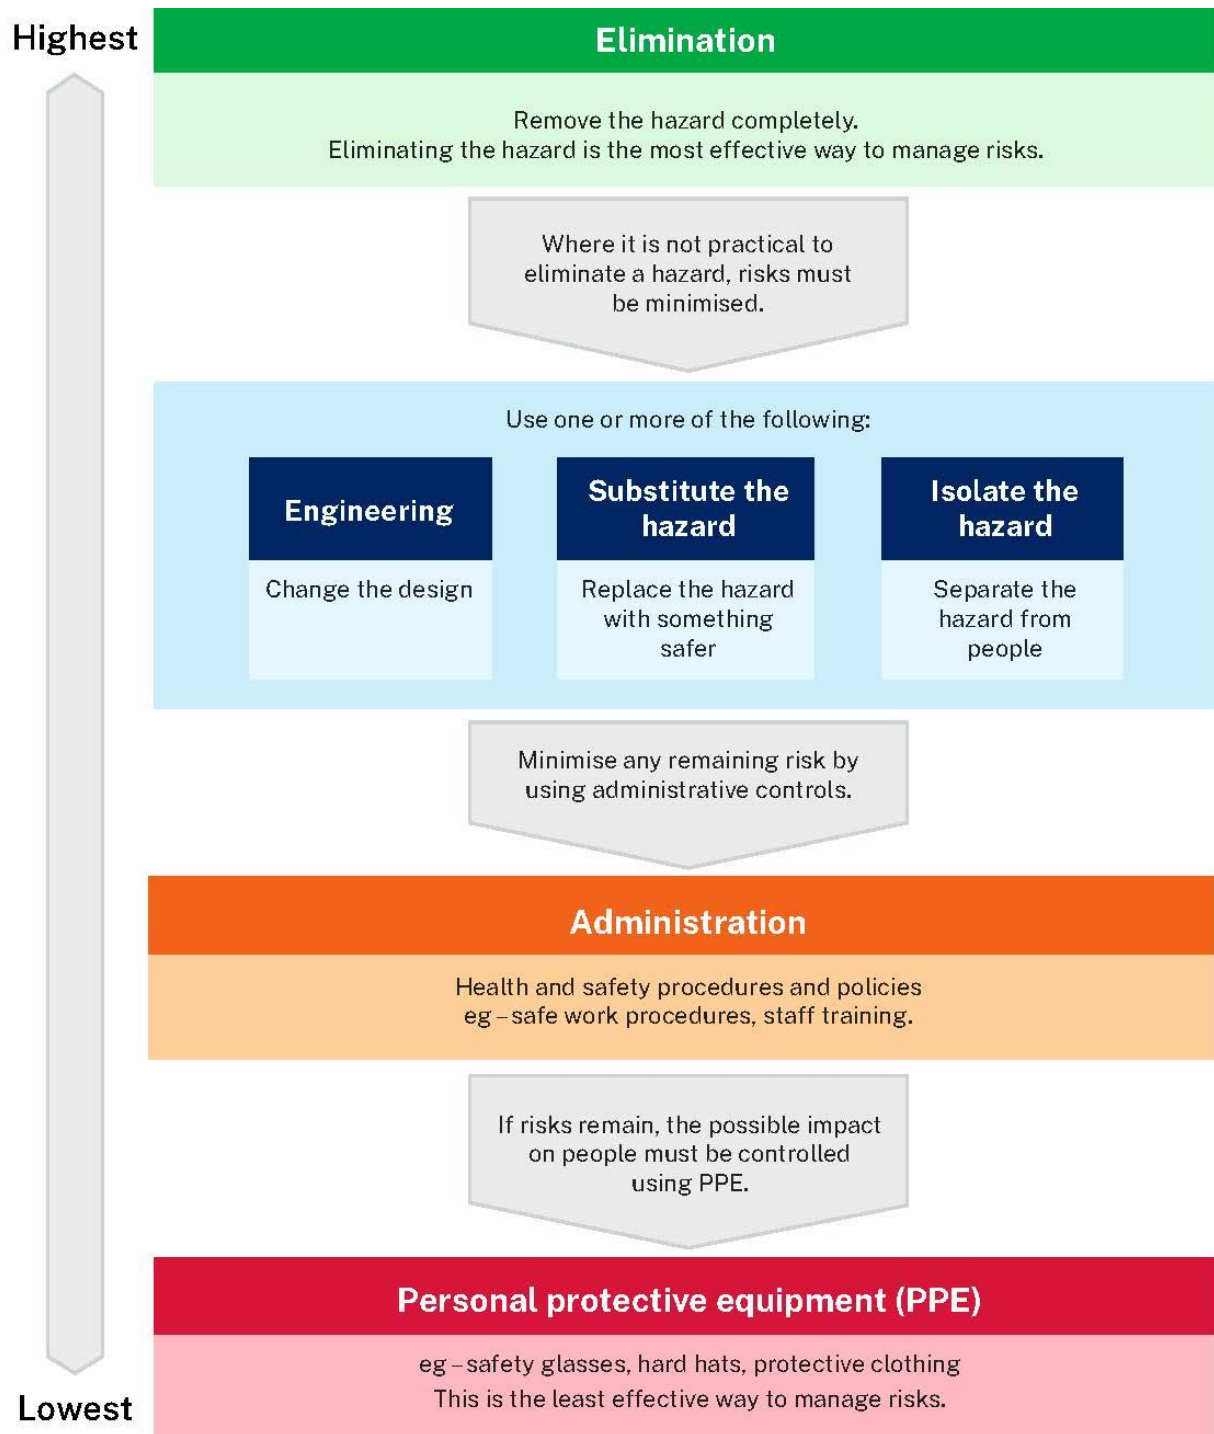 Highest
Elimination
Remove the hazard completely.
Eliminating the hazard is the most effective way to manage risks.
Where it is not practical to
eliminate a hazard, risks must
be minimised.
Use one or more of the following:
Engineering
Change the design
Substitute the
hazard
Replace the hazard
with something
safer
Isolate the
hazard
Separate the
hazard from
people
Minimise any remaining risk by
using administrative controls.
Administration
Health and safety procedures and policies
eg – safe work procedures, staff training.
If risks remain, the possible impact
on people must be controlled
using PPE.
Personal protective equipment (PPE)
eg – safety glasses, hard hats, protective clothing
This is the least effective way to manage risks.
Lowest